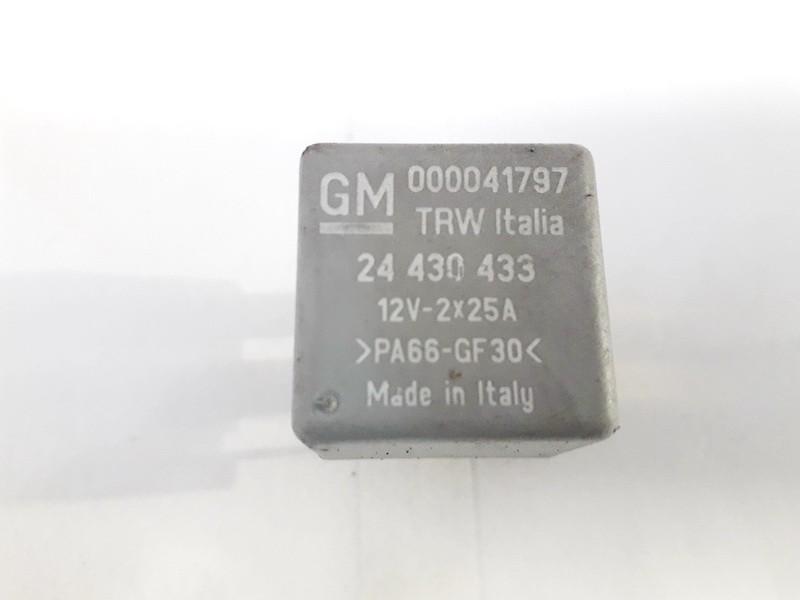 GM 000041797
TRW Italia
24 430 433
12V-2x25A
>PA66-GF30<
Made in Italy